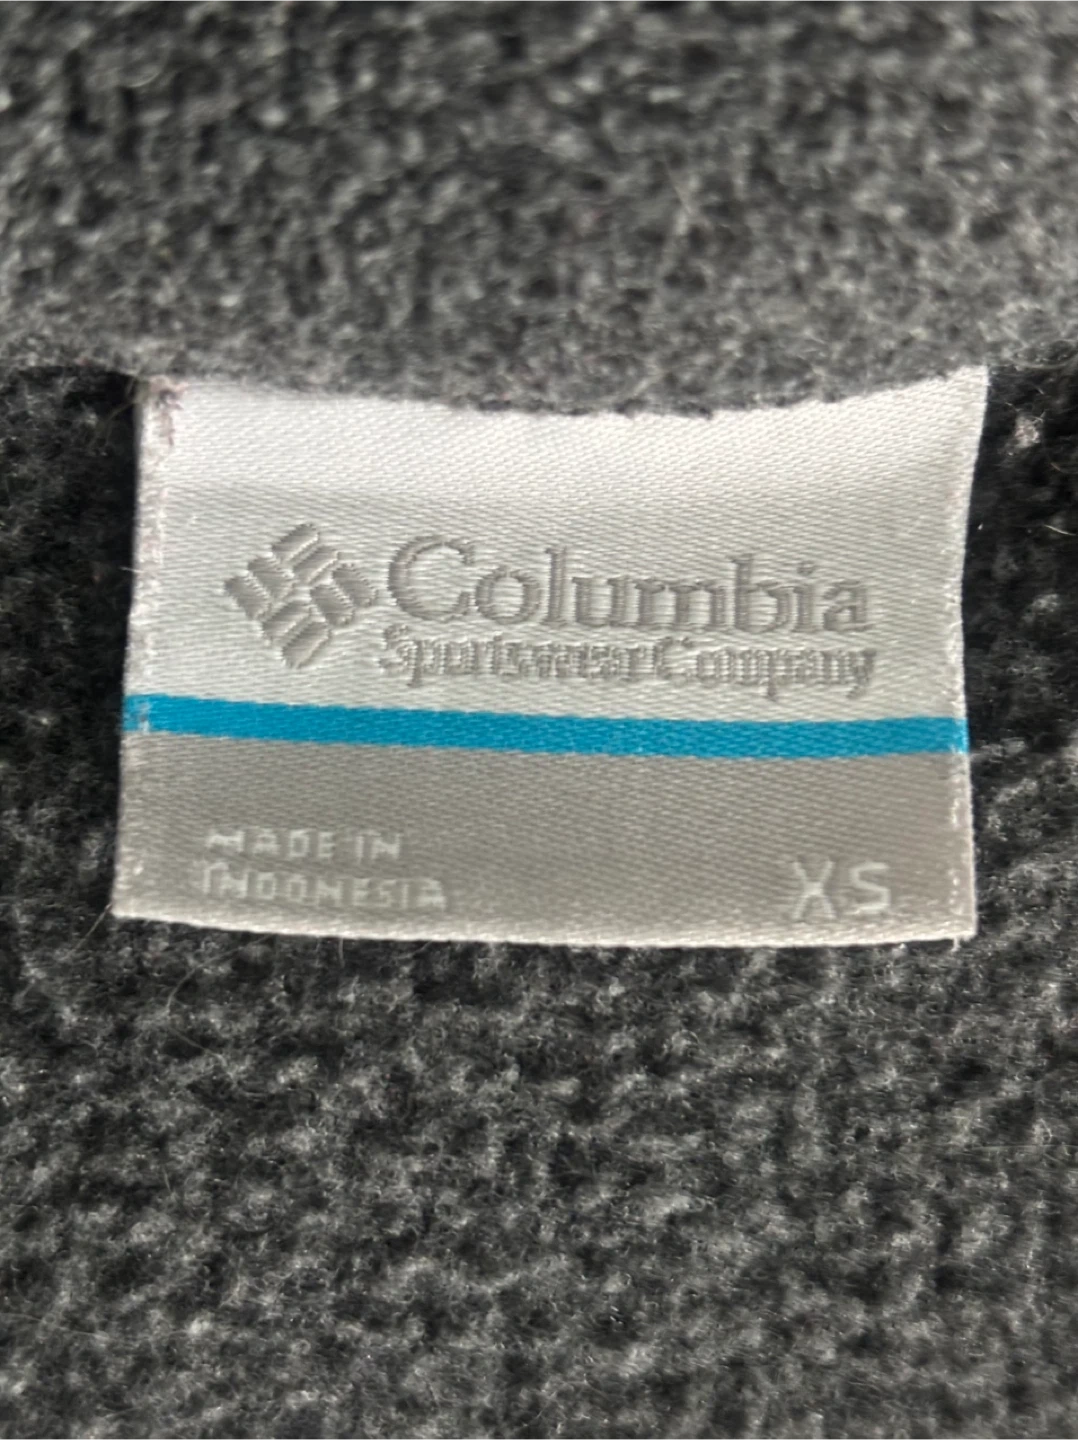 Columbia
Sportswear Company
MADE IN
INDONESIA
XS